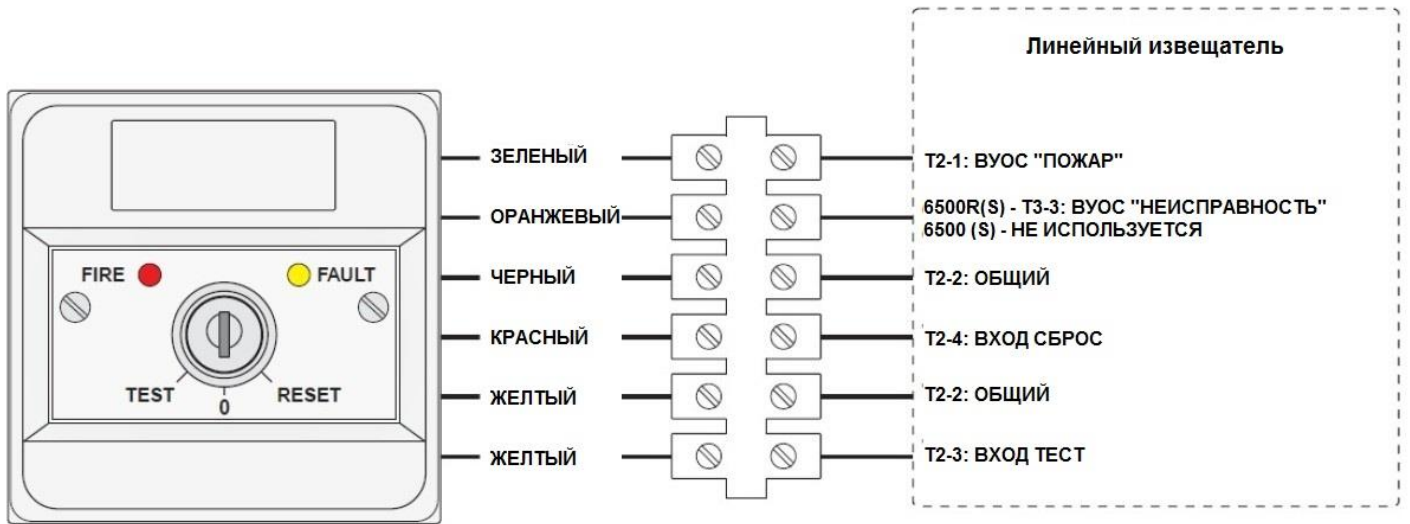 Линейный извещатель
ЗЕЛЕНЫЙ
T2-1: ВУОС "ПОЖАР"
ОРАНЖЕВЫЙ
6500R(S) - T3-3: ВУОС "НЕИСПРАВНОСТЬ"
6500 (S) - НЕ ИСПОЛЬЗУЕТСЯ
FIRE
FAULT
ЧЕРНЫЙ
T2-2: ОБЩИЙ
КРАСНЫЙ
T2-4: ВХОД СБРОС
TEST
0
RESET
ЖЕЛТЫЙ
T2-2: ОБЩИЙ
ЖЕЛТЫЙ
T2-3: ВХОД ТЕСТ